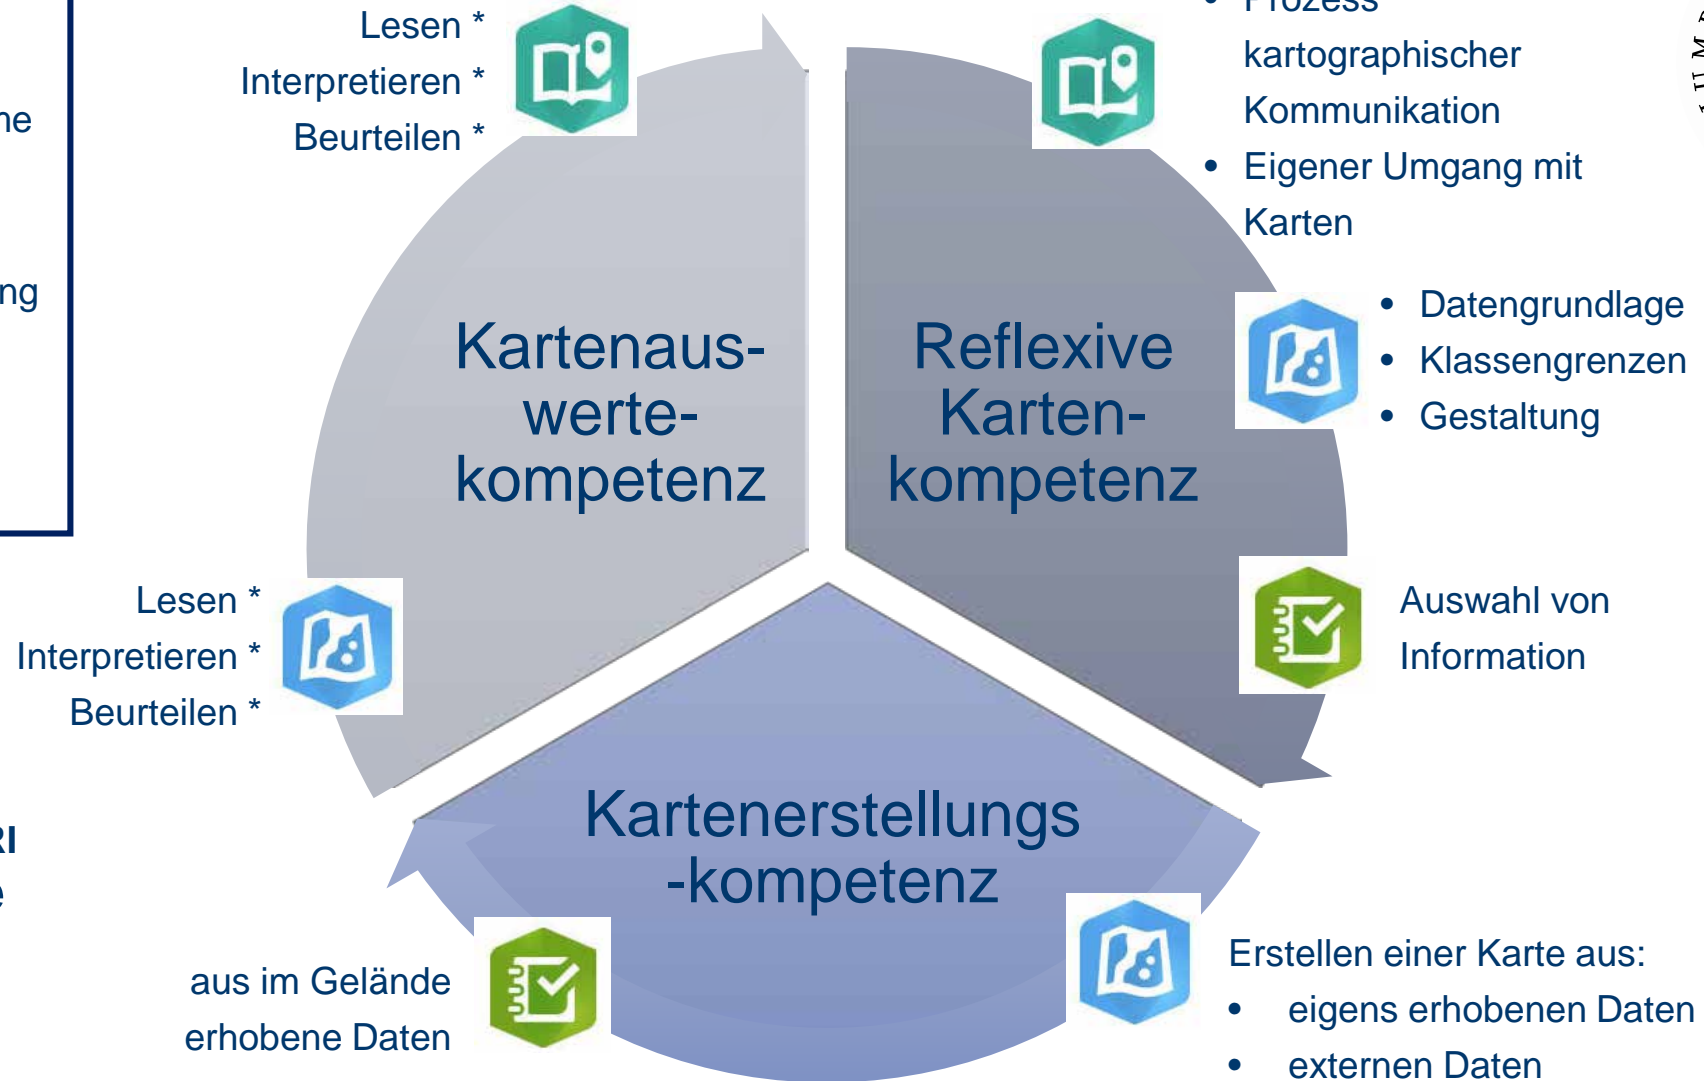 Lesen *
Interpretieren *
Beurteilen *
• Prozess
kartographischer
Kommunikation
• Eigener Umgang mit
Karten
Kartenaus-
werte-
kompetenz
Reflexive
Karten-
kompetenz
• Datengrundlage
• Klassengrenzen
• Gestaltung
Lesen *
Interpretieren *
Beurteilen *
Auswahl von
Information
Kartenerstellungs
-kompetenz
aus im Gelände
erhobene Daten
Erstellen einer Karte aus:
• eigens erhobenen Daten
• externen Daten